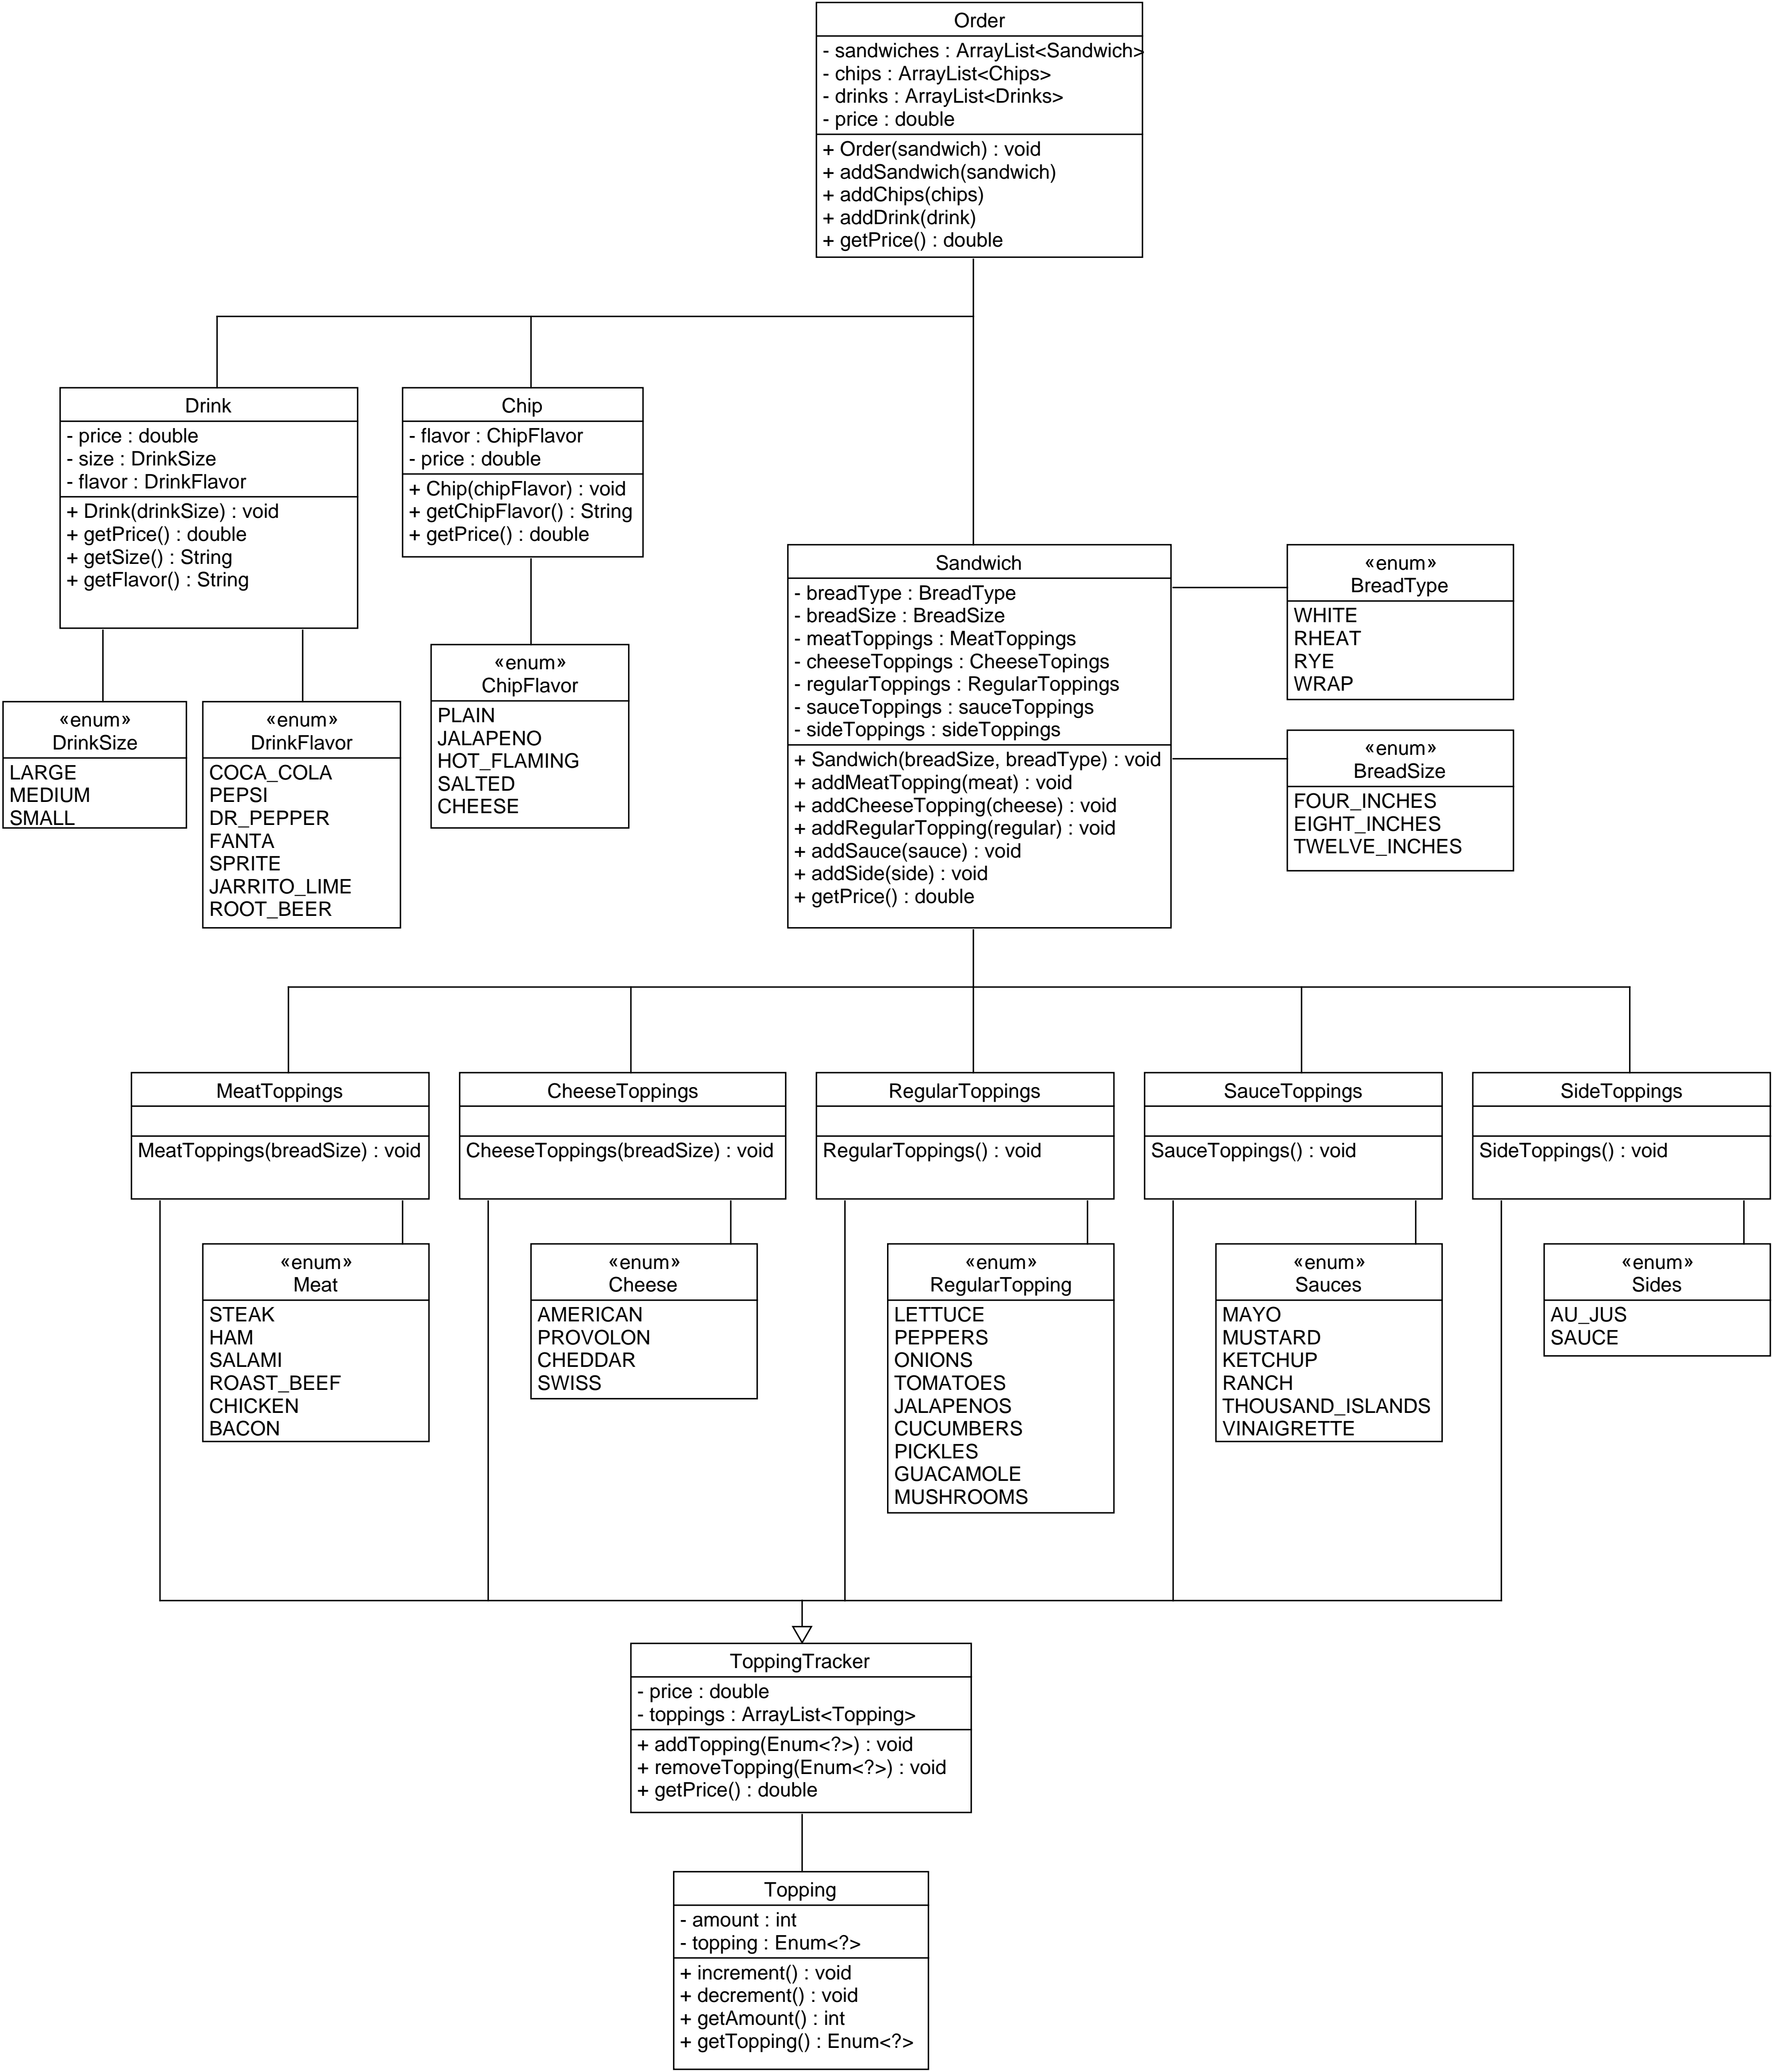 Order
- sandwiches : ArrayList<Sandwich>
- chips : ArrayList<Chips>
- drinks : ArrayList<Drinks>
- price : double
+ Order(sandwich) : void
+ addSandwich(sandwich)
+ addChips(chips)
+ addDrink(drink)
+ getPrice() : double
Drink
- price : double
- size : DrinkSize
- flavor : DrinkFlavor
+ Drink(drinkSize) : void
+ getPrice() : double
+ getSize() : String
+ getFlavor() : String
Chip
- flavor : ChipFlavor
- price : double
+ Chip(chipFlavor) : void
+ getChipFlavor() : String
+ getPrice() : double
Sandwich
- breadType : BreadType
- breadSize : BreadSize
- meatToppings : MeatToppings
- cheeseToppings : CheeseTopings
- regularToppings : RegularToppings
- sauceToppings : sauceToppings
- sideToppings : sideToppings
+ Sandwich(breadSize, breadType) : void
+ addMeatTopping(meat) : void
+ addCheeseTopping(cheese) : void
+ addRegularTopping(regular) : void
+ addSauce(sauce) : void
+ addSide(side) : void
+ getPrice() : double
«enum»
BreadType
WHITE
RHEAT
RYE
WRAP
«enum»
BreadSize
FOUR_INCHES
EIGHT_INCHES
TWELVE_INCHES
«enum»
DrinkSize
LARGE
MEDIUM
SMALL
«enum»
DrinkFlavor
COCA_COLA
PEPSI
DR_PEPPER
FANTA
SPRITE
JARRITO_LIME
ROOT_BEER
«enum»
ChipFlavor
PLAIN
JALAPENO
HOT_FLAMING
SALTED
CHEESE
MeatToppings
MeatToppings(breadSize) : void
CheeseToppings
CheeseToppings(breadSize) : void
RegularToppings
RegularToppings() : void
SauceToppings
SauceToppings() : void
SideToppings
SideToppings() : void
«enum»
Meat
STEAK
HAM
SALAMI
ROAST_BEEF
CHICKEN
BACON
«enum»
Cheese
AMERICAN
PROVOLON
CHEDDAR
SWISS
«enum»
RegularTopping
LETTUCE
PEPPERS
ONIONS
TOMATOES
JALAPENOS
CUCUMBERS
PICKLES
GUACAMOLE
MUSHROOMS
«enum»
Sauces
MAYO
MUSTARD
KETCHUP
RANCH
THOUSAND_ISLANDS
VINAIGRETTE
«enum»
Sides
AU_JUS
SAUCE
ToppingTracker
- price : double
- toppings : ArrayList<Topping>
+ addTopping(Enum<?>) : void
+ removeTopping(Enum<?>) : void
+ getPrice() : double
Topping
- amount : int
- topping : Enum<?>
+ increment() : void
+ decrement() : void
+ getAmount() : int
+ getTopping() : Enum<?>